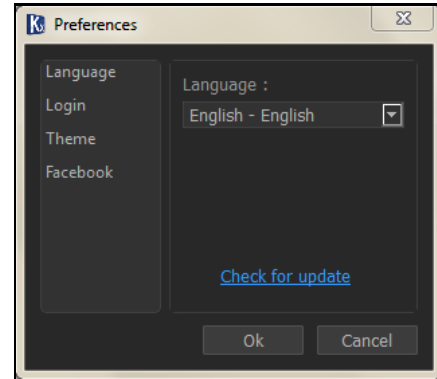 Preferences
Language
Login
Theme
Facebook
Language :
English - English
Check for update
Ok
Cancel